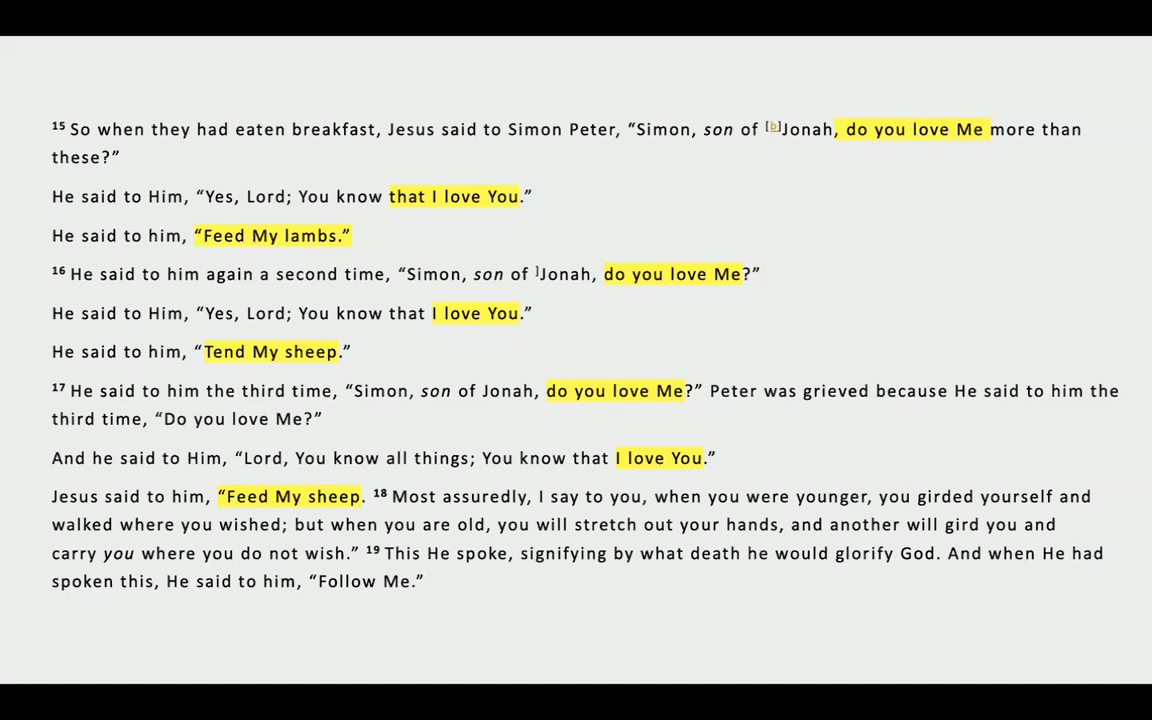 15 So when they had eaten breakfast, Jesus said to Simon Peter, “Simon, son of [b]Jonah, do you love Me more than
these?”
He said to Him, “Yes, Lord; You know that I love You.”
He said to him, “Feed My lambs.”
16 He said to him again a second time, “Simon, son of ]Jonah, do you love Me?”
He said to Him, “Yes, Lord; You know that I love You.”
He said to him, “Tend My sheep.”
17 He said to him the third time, “Simon, son of Jonah, do you love Me?” Peter was grieved because He said to him the
third time, “Do you love Me?”
And he said to Him, “Lord, You know all things; You know that I love You.”
Jesus said to him, “Feed My sheep. 18 Most assuredly, I say to you, when you were younger, you girded yourself and
walked where you wished; but when you are old, you will stretch out your hands, and another will gird you and
carry you where you do not wish.” 19 This He spoke, signifying by what death he would glorify God. And when He had
spoken this, He said to him, “Follow Me.”